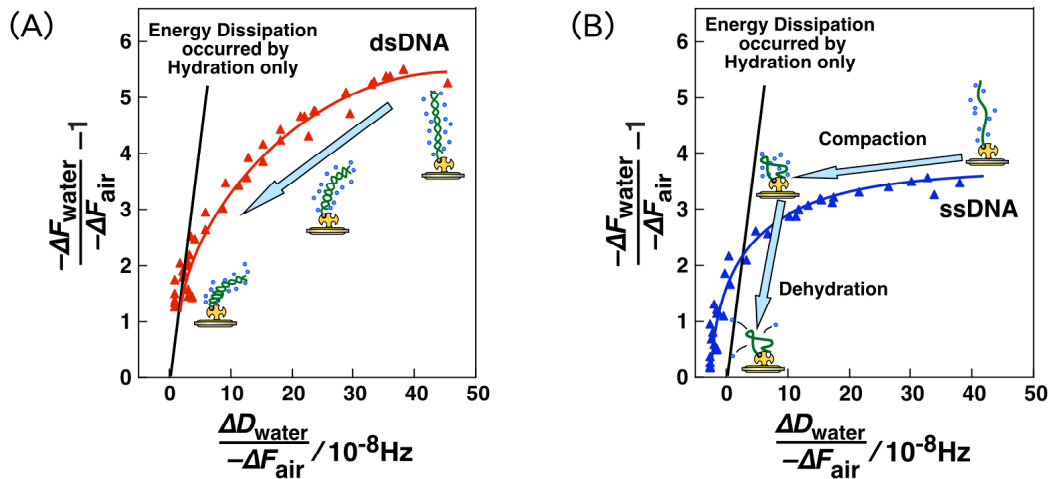 (A)
Energy Dissipation
occurred by
Hydration only
dsDNA
6
5
4
3
2
1
0
0 10 20 30 40 50
-ΔFwater
-ΔFair
-1
ΔDwater
-ΔFair
/10-8Hz
(B)
Energy Dissipation
occurred by
Hydration only
Compaction
ssDNA
Dehydration
6
5
4
3
2
1
0
0 10 20 30 40 50
-ΔFwater
-ΔFair
-1
ΔDwater
-ΔFair
/10-8Hz